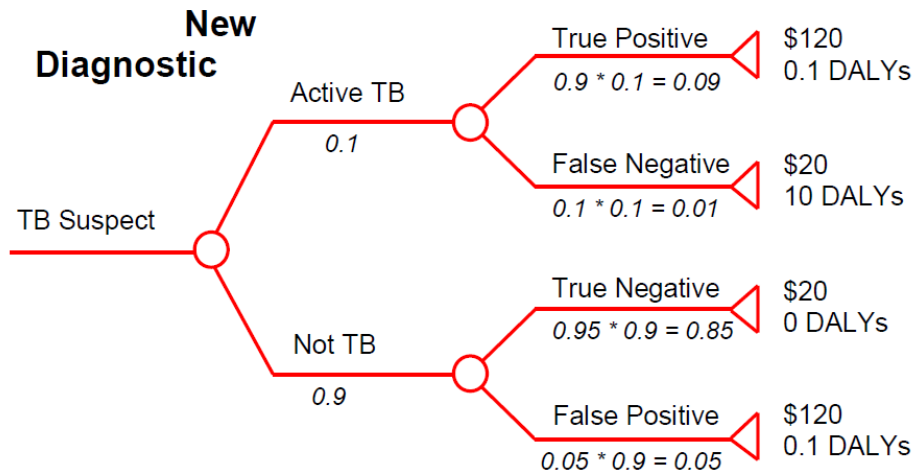 New
Diagnostic
TB Suspect
Active TB
0.1
True Positive
0.9 * 0.1 = 0.09
$120
0.1 DALYs
False Negative
0.1 * 0.1 = 0.01
$20
10 DALYs
Not TB
0.9
True Negative
0.95 * 0.9 = 0.85
$20
0 DALYs
False Positive
0.05 * 0.9 = 0.05
$120
0.1 DALYs